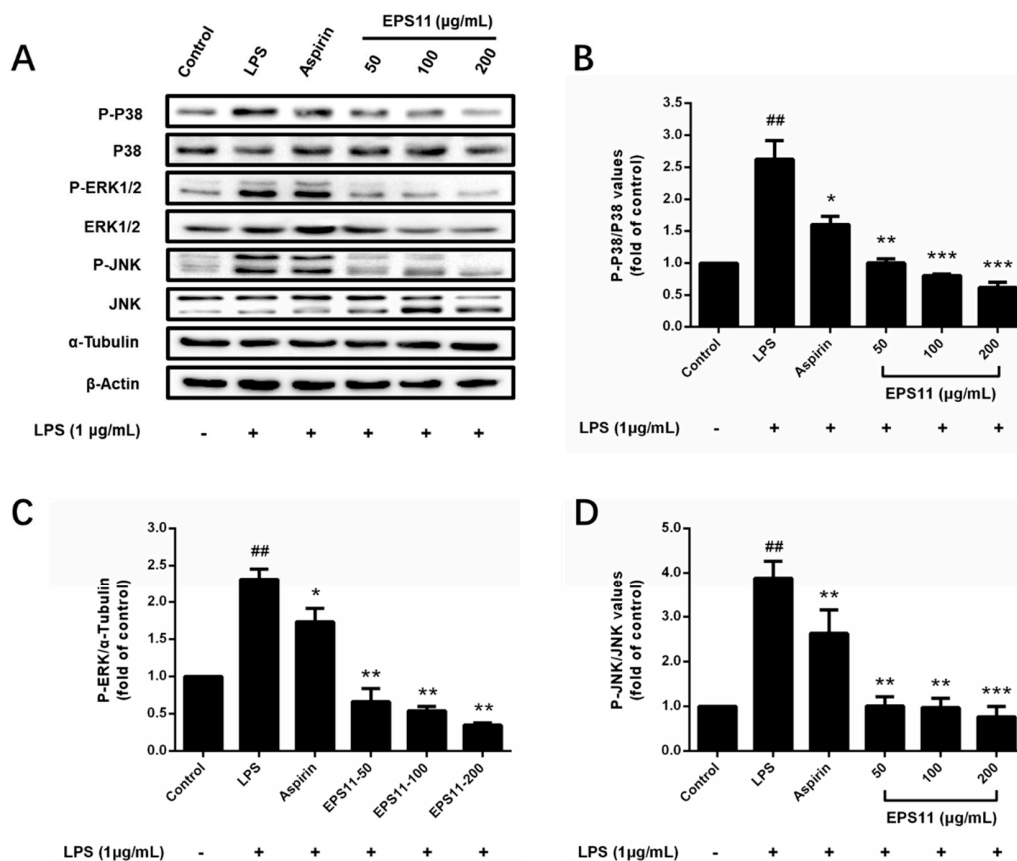 A
EPS11 (μg/mL)
Control LPS Aspirin 50 100 200
P-P38
P38
P-ERK1/2
ERK1/2
P-JNK
JNK
α-Tubulin
β-Actin
LPS (1 μg/mL) - + + + + +
B
P-P38/P38 values
(fold of control)
3.5
3.0
2.5
2.0
1.5
1.0
0.5
0.0
## * ** *** ***
Control LPS Aspirin 50 100 200
EPS11 (μg/mL)
LPS (1μg/mL) - + + + + +
C
P-ERK/α-Tubulin
(fold of control)
3.0
2.5
2.0
1.5
1.0
0.5
0.0
## * ** ** **
Control LPS Aspirin EPS11-50 EPS11-100 EPS11-200
LPS (1μg/mL) - + + + + +
D
P-JNK/JNK values
(fold of control)
5.0
4.0
3.0
2.0
1.0
0.0
## ** ** ** ***
Control LPS Aspirin 50 100 200
EPS11 (μg/mL)
LPS (1μg/mL) - + + + + +